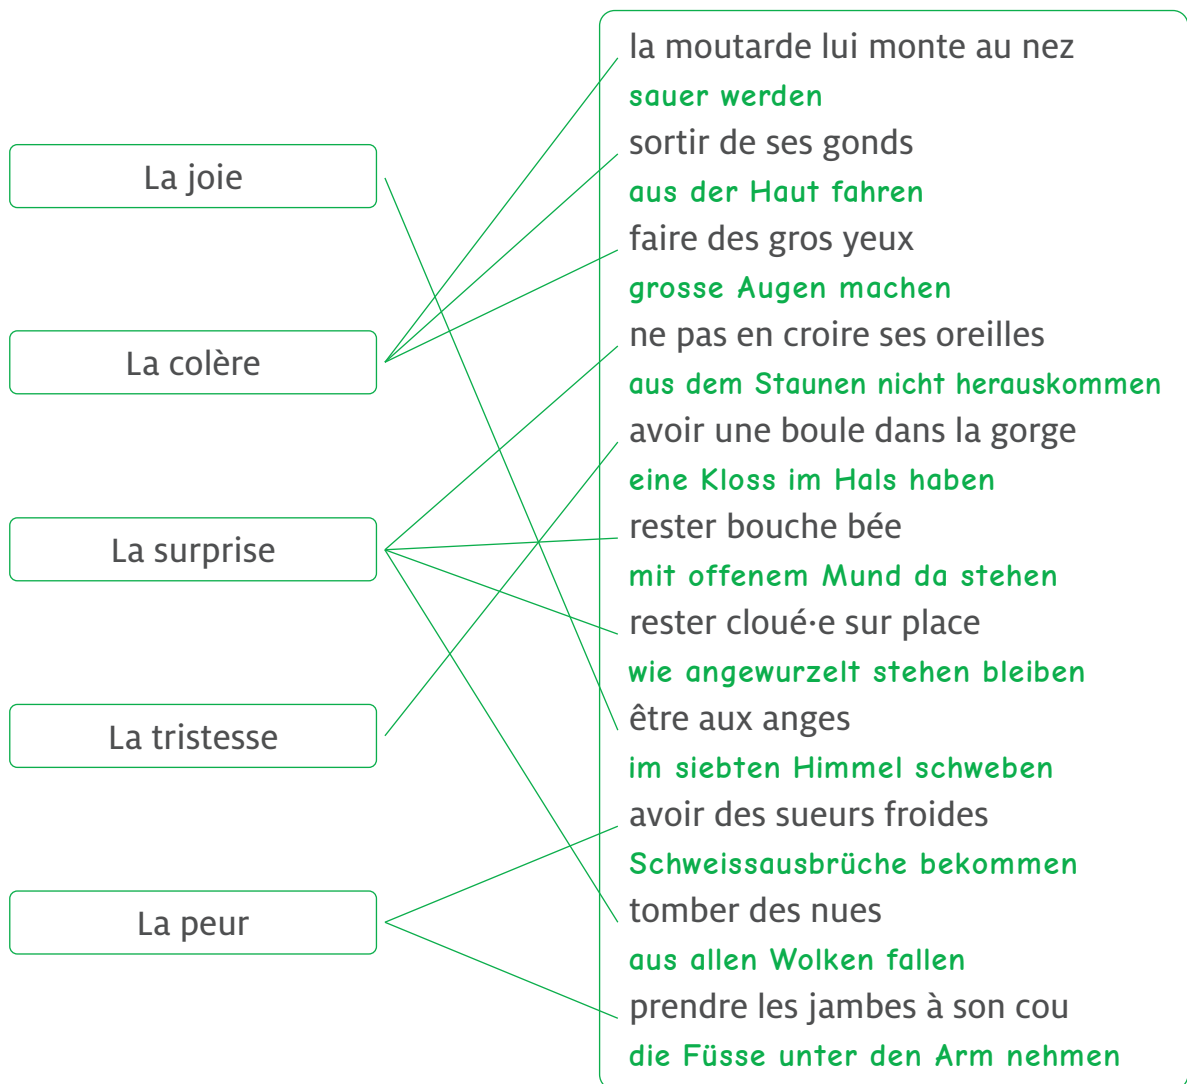 La joie
La colère
La surprise
La tristesse
La peur
la moutarde lui monte au nez
sauer werden
sortir de ses gonds
aus der Haut fahren
faire des gros yeux
grosse Augen machen
ne pas en croire ses oreilles
aus dem Staunen nicht herauskommen
avoir une boule dans la gorge
eine Kloss im Hals haben
rester bouche bée
mit offenem Mund da stehen
rester cloué·e sur place
wie angewurzelt stehen bleiben
être aux anges
im siebten Himmel schweben
avoir des sueurs froides
Schweissausbrüche bekommen
tomber des nues
aus allen Wolken fallen
prendre les jambes à son cou
die Füsse unter den Arm nehmen